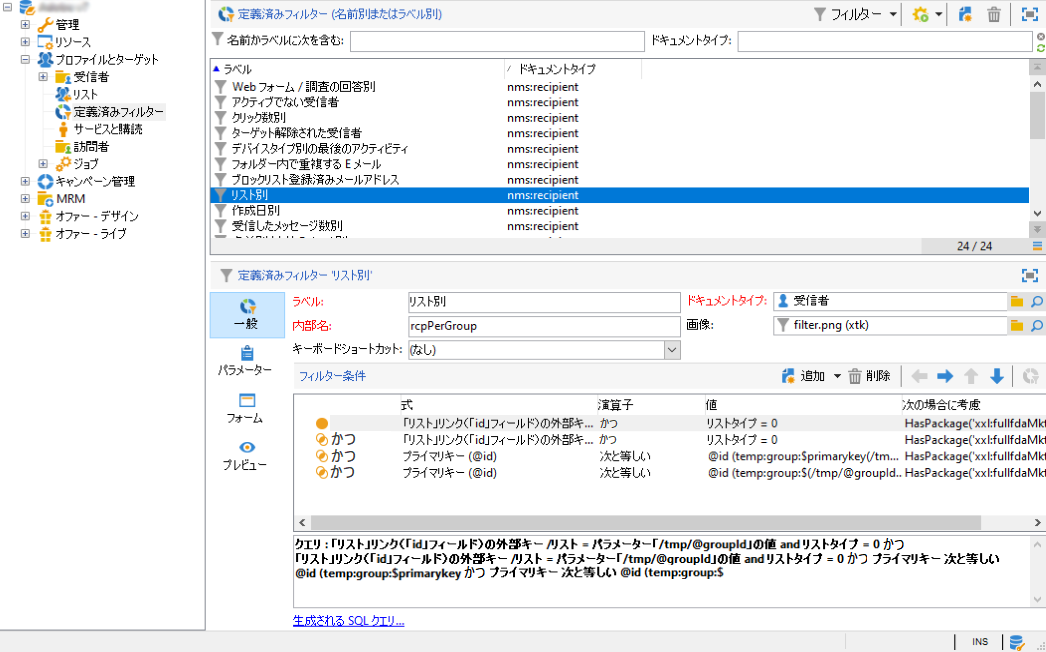 管理
リソース
プロファイルとターゲット
受信者
リスト
定義済みフィルター
サービスと購読
訪問者
ジョブ
キャンペーン管理
MRM
オファー - デザイン
オファー - ライブ
定義済みフィルター (名前別またはラベル別)
フィルター
名前かラベルに次を含む:
ドキュメントタイプ:
ラベル / ドキュメントタイプ
Web フォーム / 調査の回答別 nms:recipient
アクティブでない受信者 nms:recipient
クリック数別 nms:recipient
ターゲット解除された受信者 nms:recipient
デバイスタイプ別の最後のアクティビティ nms:recipient
フォルダー内で重複する E メール nms:recipient
ブロックリスト登録済みメールアドレス nms:recipient
リスト別 nms:recipient
作成日別 nms:recipient
受信したメッセージ数別 nms:recipient
24 / 24
定義済みフィルター 'リスト別'
一般
パラメーター
フォーム
プレビュー
ラベル: リスト別 ドキュメントタイプ: 受信者
内部名: rcpPerGroup 画像: filter.png (xtk)
キーボードショートカット: (なし)
フィルター条件 追加 削除
式 演算子 値 次の場合に考慮
「リスト」リンク(「id」フィールド)の外部キ... かつ リストタイプ = 0 HasPackage('xxl:fullfdaMkt
かつ 「リスト」リンク(「id」フィールド)の外部キ... かつ リストタイプ = 0 HasPackage('xxl:fullfdaMkt
かつ プライマリキー (@id) 次と等しい @id (temp:group:$primarykey(/tm... HasPackage('xxl:fullfdaMkt
かつ プライマリキー (@id) 次と等しい @id (temp:group:$(/tmp/@groupId... HasPackage('xxl:fullfdaMkt
クエリ : 「リスト」リンク(「id」フィールド)の外部キー /リスト = パラメーター「/tmp/@groupId」の値 and リストタイプ = 0 かつ
「リスト」リンク(「id」フィールド)の外部キー /リスト = パラメーター「/tmp/@groupId」の値 and リストタイプ = 0 かつ プライマリキー 次と等しい
@id (temp:group:$primarykey かつ プライマリキー 次と等しい @id (temp:group:$
生成される SQL クエリ...
INS